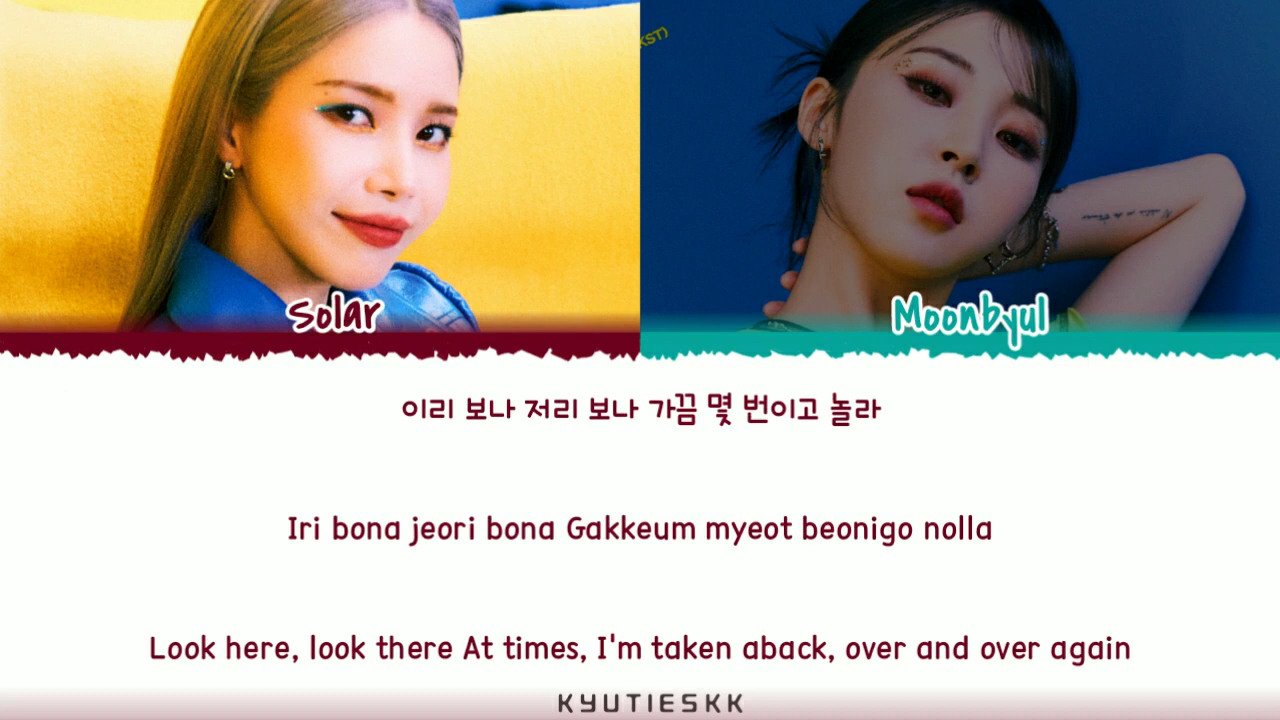 KST)
Solar
Moonbyul
이리 보나 저리 보나 가끔 몇 번이고 놀라
Iri bona jeori bona Gakkeum myeot beonigo nolla
Look here, look there At times, I'm taken aback, over and over again
KYUTIESKK